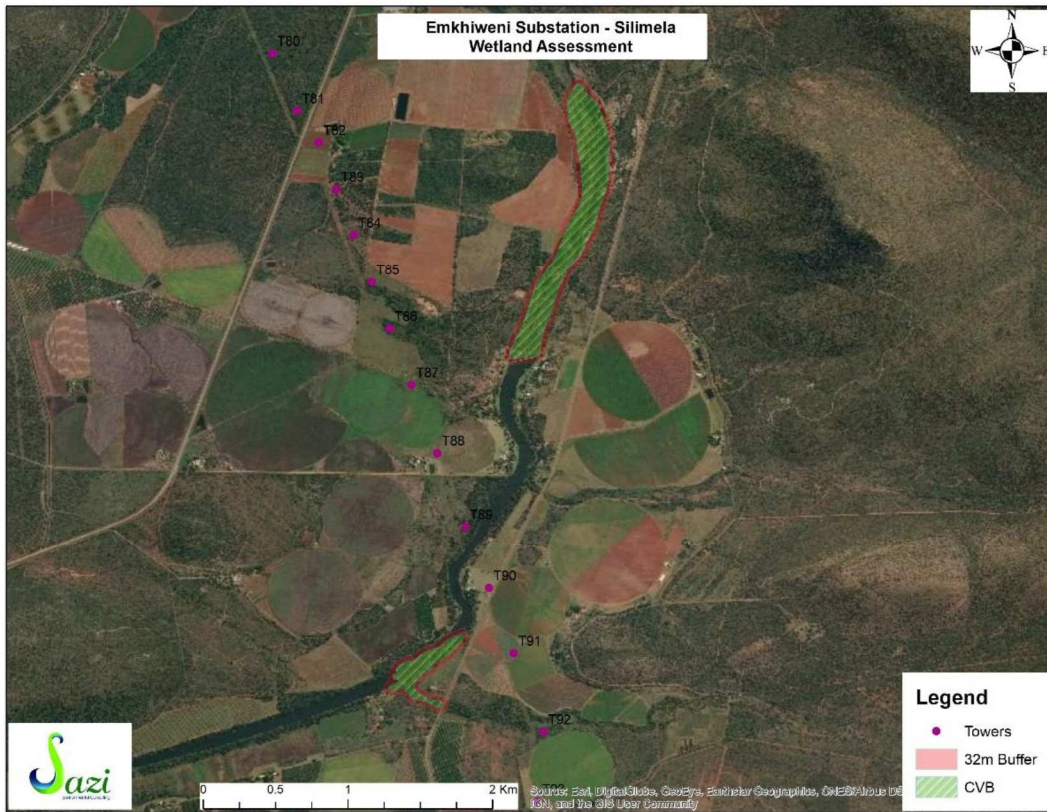 Emkhiweni Substation - Silimela
Wetland Assessment
N
W E
S
T80
T81
T82
T83
T84
T85
T86
T87
T88
T89
T90
T91
T92
Legend
Towers
32m Buffer
CVB
Sazi
Environmental Consulting
0 0.5 1 2 Km
Source: Esri, DigitalGlobe, GeoEye, Earthstar Geographics, CNES/Airbus DS
IGN, and the GIS User Community